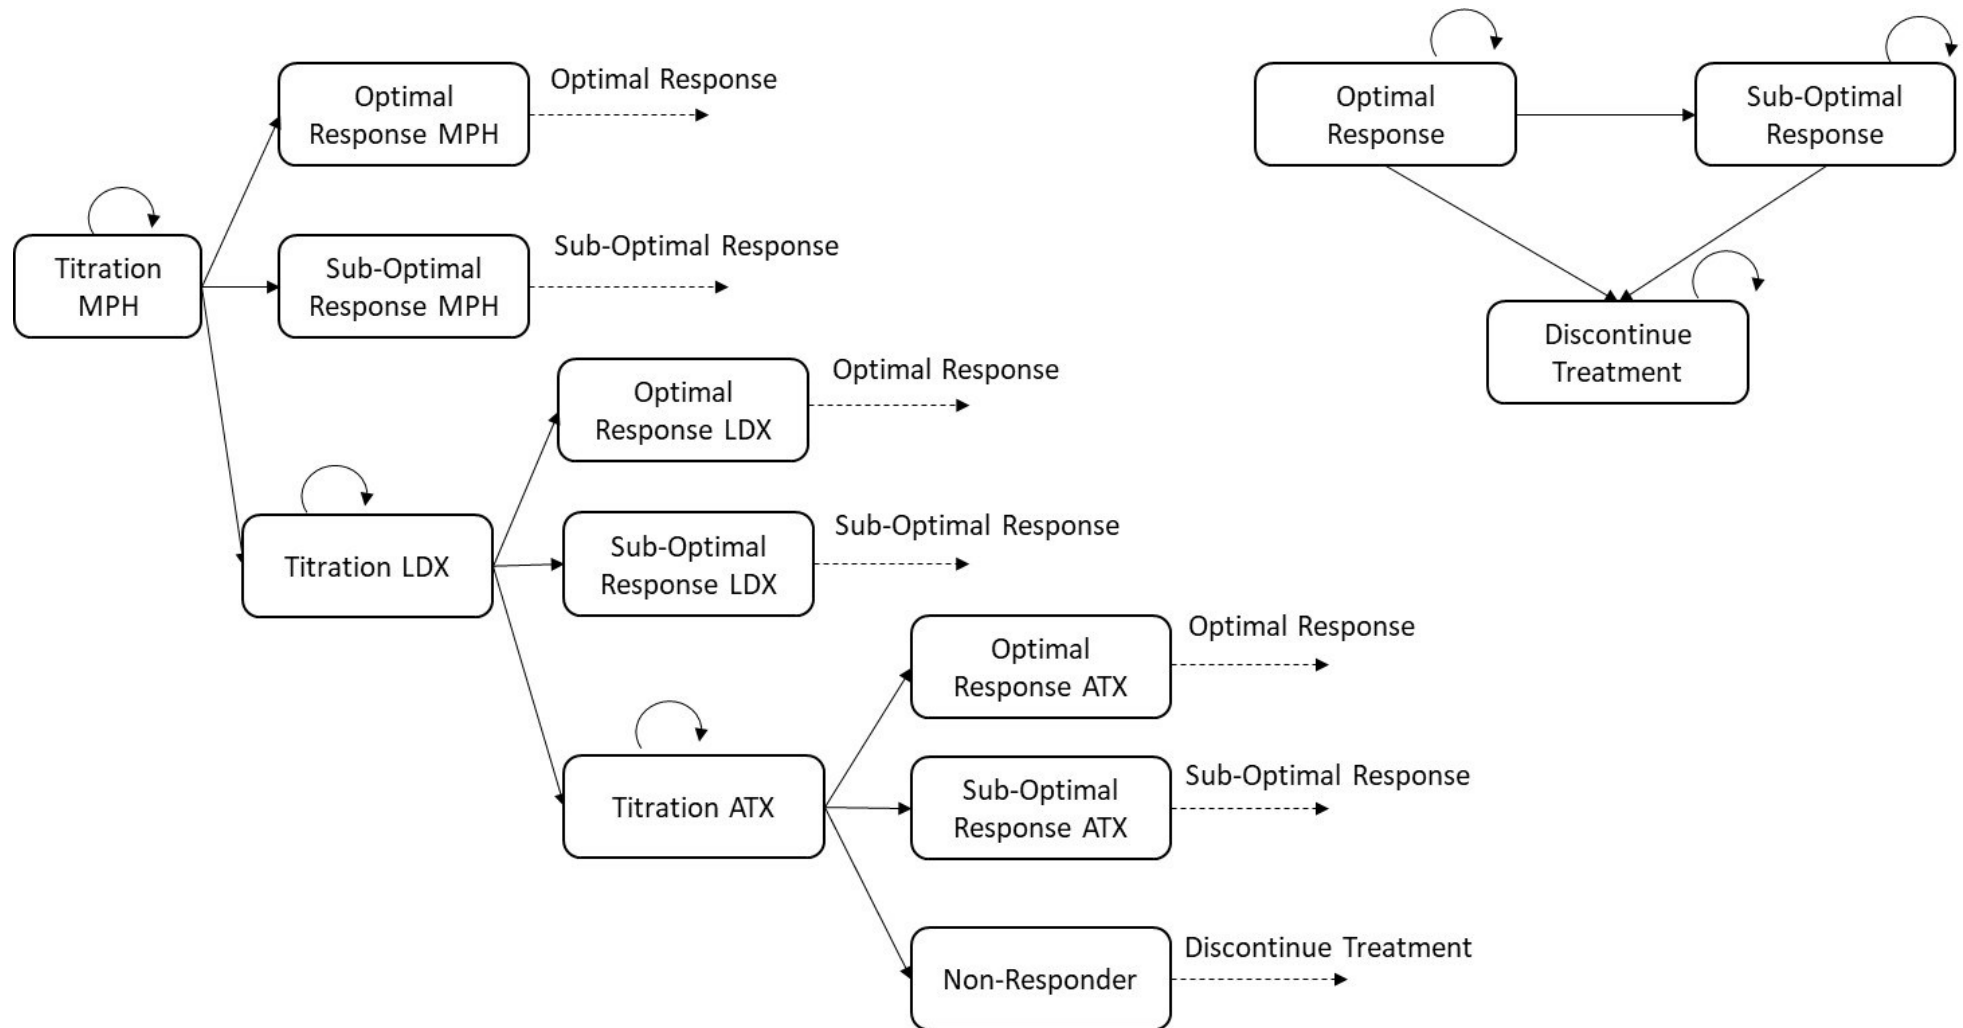 Optimal
Response MPH
Optimal Response
Sub-Optimal
Response MPH
Sub-Optimal Response
Titration
MPH
Optimal
Response LDX
Optimal Response
Titration LDX
Sub-Optimal
Response LDX
Sub-Optimal Response
Optimal
Response ATX
Optimal Response
Titration ATX
Sub-Optimal
Response ATX
Sub-Optimal Response
Non-Responder
Discontinue Treatment
Optimal
Response
Sub-Optimal
Response
Discontinue
Treatment